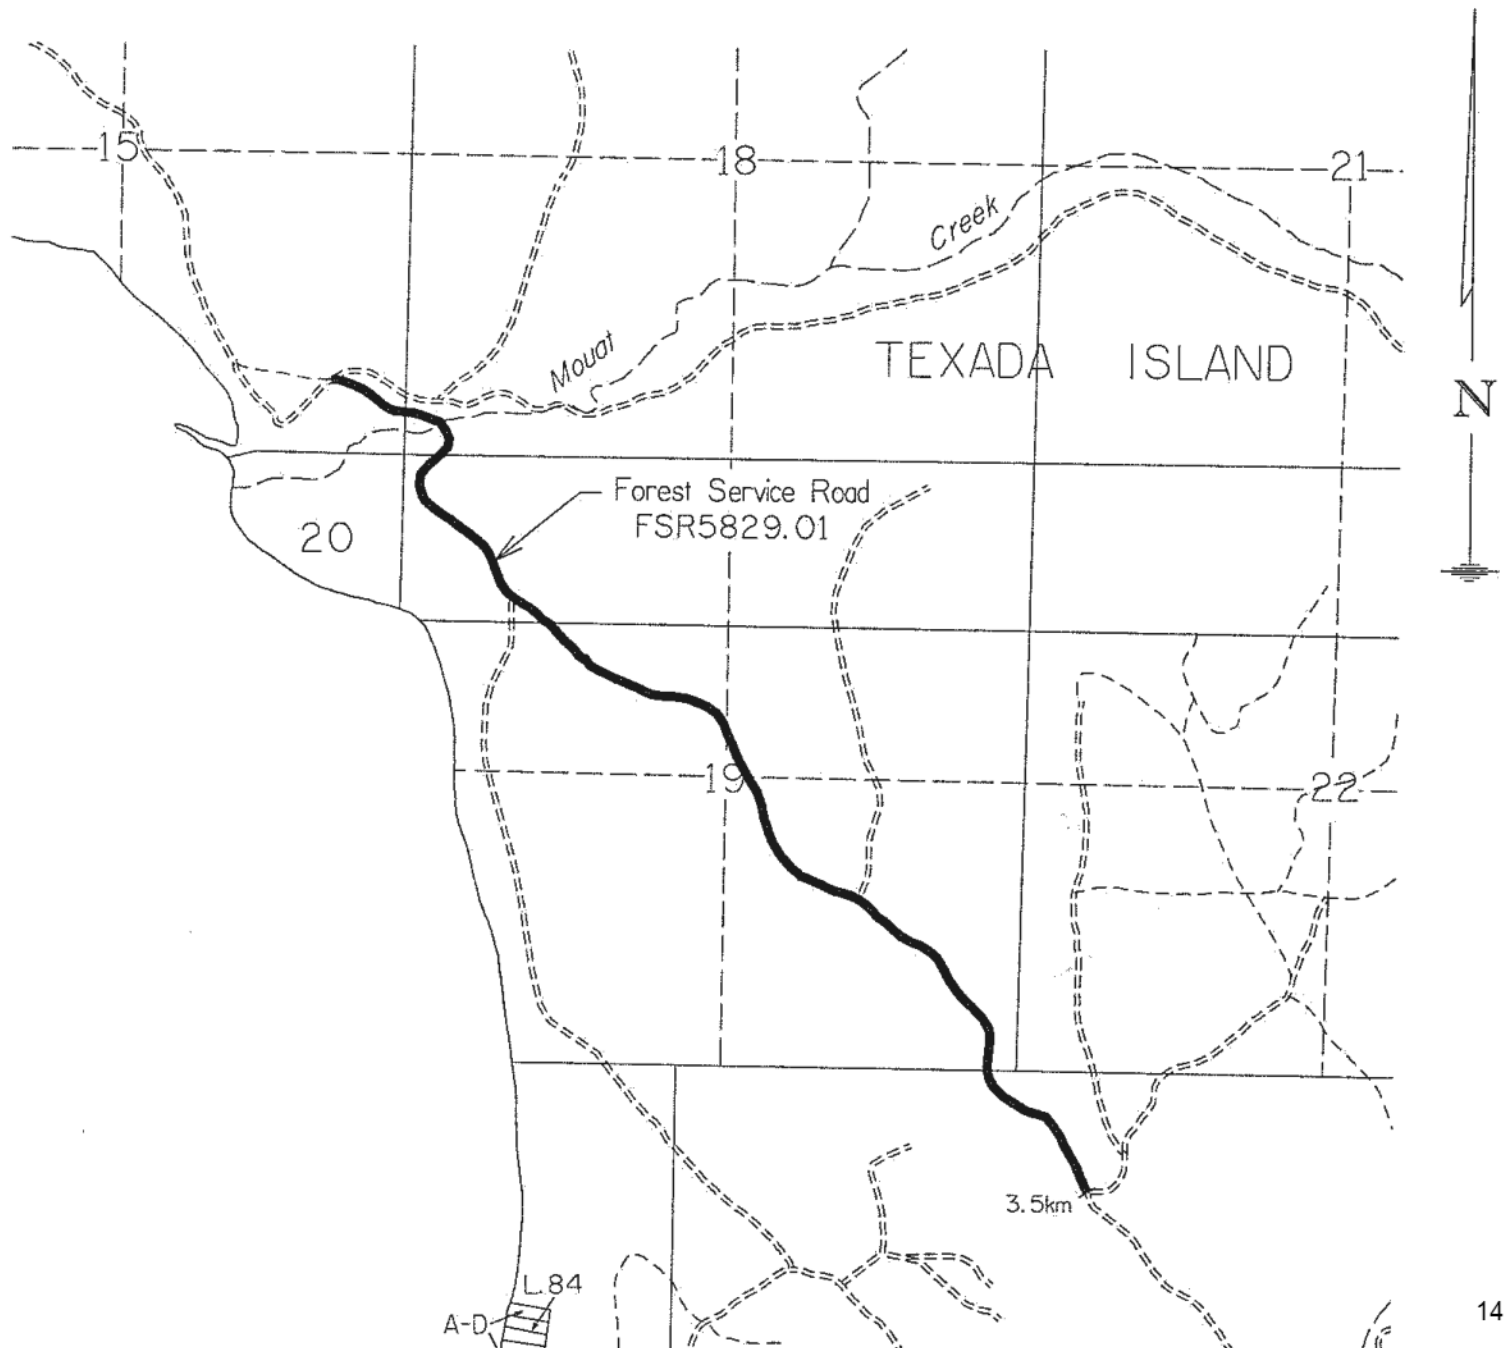 15
18
21
Creek
Mouat
TEXADA ISLAND
N
Forest Service Road
FSR5829.01
20
19
22
3.5km
L.84
A-D
14